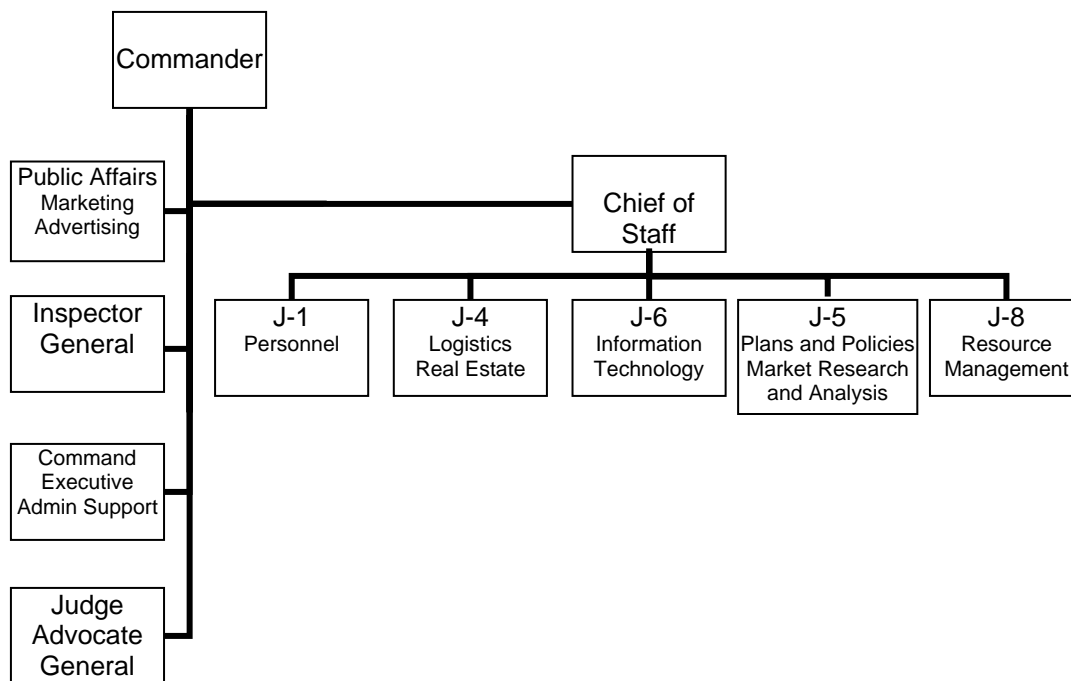 Commander
Public Affairs
Marketing
Advertising
Chief of
Staff
Inspector
General
J-1
Personnel
J-4
Logistics
Real Estate
J-6
Information
Technology
J-5
Plans and Policies
Market Research
and Analysis
J-8
Resource
Management
Command
Executive
Admin Support
Judge
Advocate
General